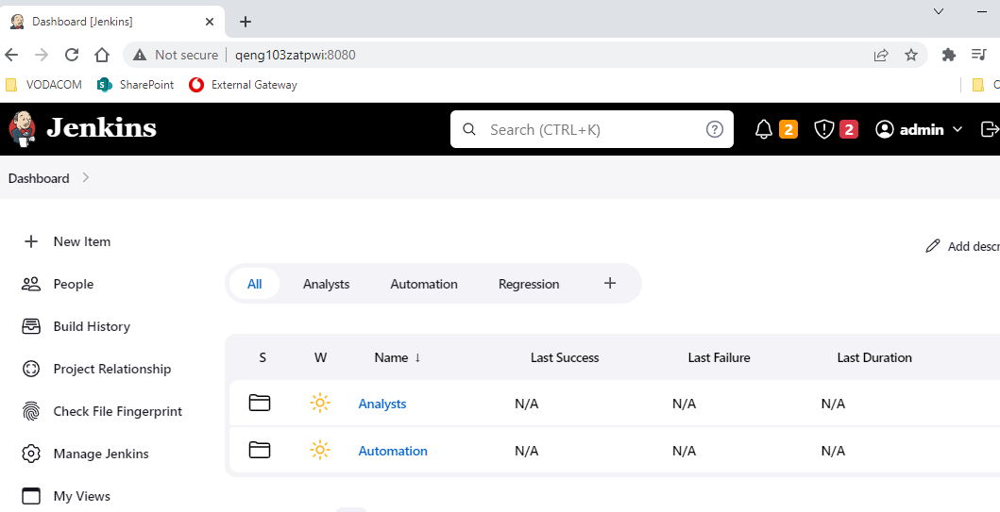 Dashboard [Jenkins]
Not secure qeng103zatpwi:8080
VODACOM SharePoint External Gateway
Jenkins Search (CTRL+K) 2 2 admin
Dashboard
New Item
Add descr
People
All Analysts Automation Regression
Build History
Project Relationship
Check File Fingerprint
Manage Jenkins
My Views
S W Name ↓ Last Success Last Failure Last Duration
Analysts N/A N/A N/A
Automation N/A N/A N/A